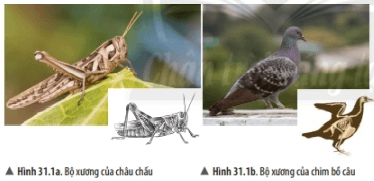 ▲ Hình 31.1a. Bộ xương của châu chấu
▲ Hình 31.1b. Bộ xương của chim bồ câu